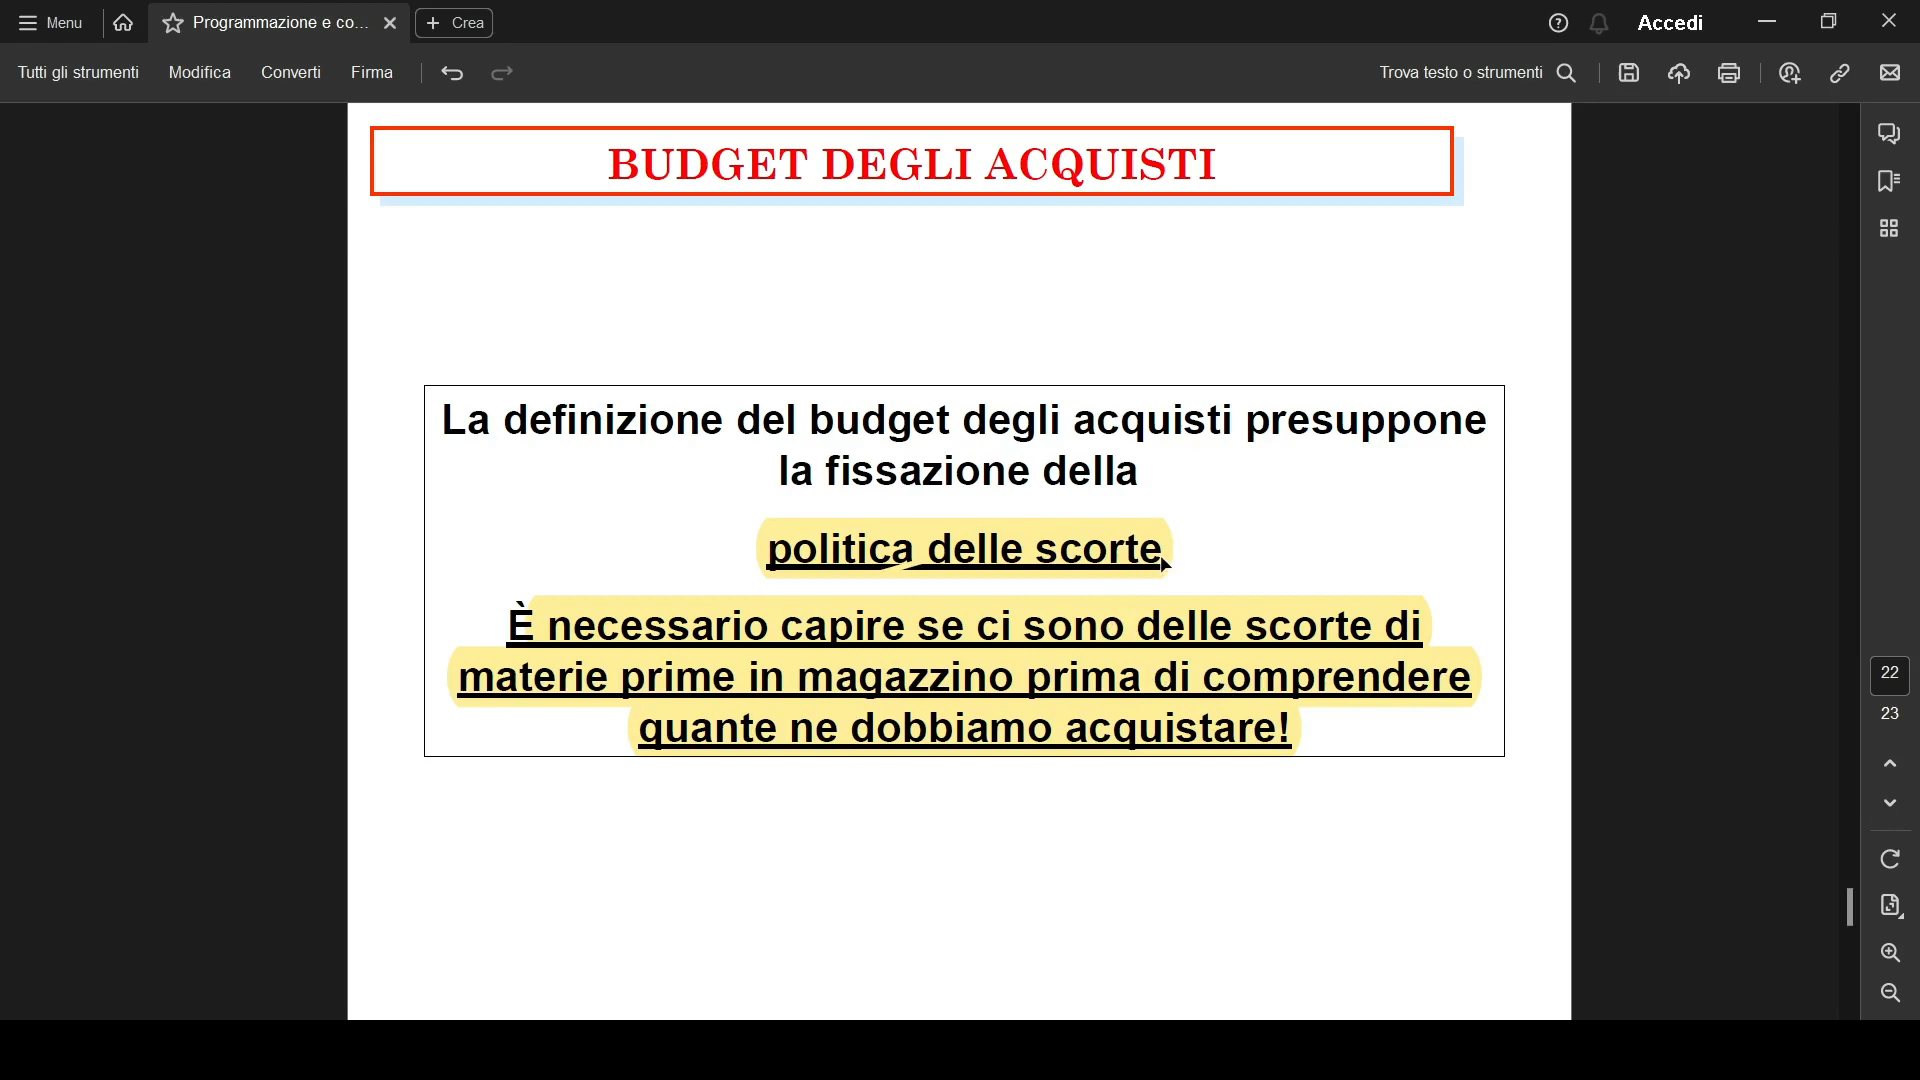 Menu
Programmazione e co...
Crea
Accedi
Tutti gli strumenti
Modifica
Converti
Firma
Trova testo o strumenti
BUDGET DEGLI ACQUISTI
La definizione del budget degli acquisti presuppone
la fissazione della
politica delle scorte
È necessario capire se ci sono delle scorte di
materie prime in magazzino prima di comprendere
quante ne dobbiamo acquistare!
22
23